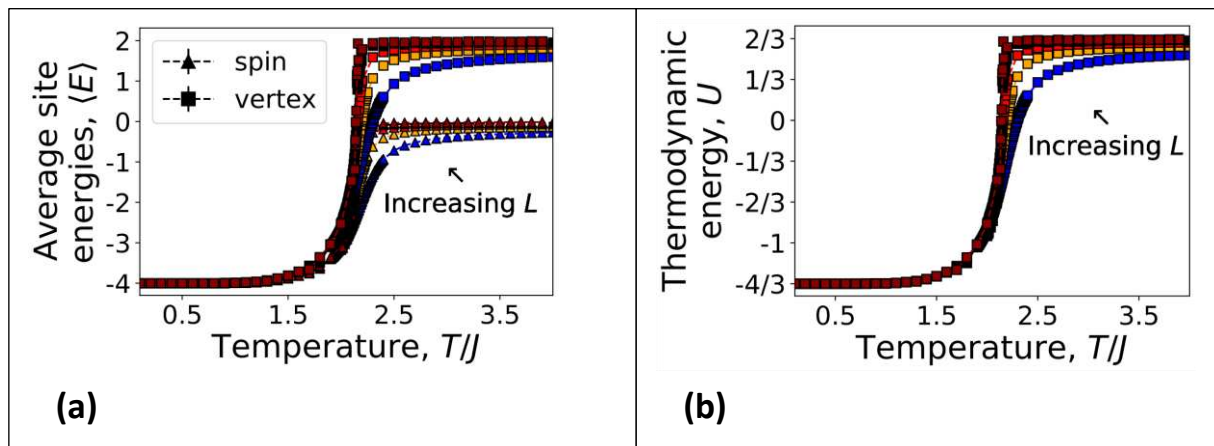 Average site
energies, ⟨E⟩
2
1
0
-1
-2
-3
-4
spin
vertex
Increasing L
0.5 1.5 2.5 3.5
Temperature, T/J
(a)
Thermodynamic
energy, U
2/3
1/3
0
-1/3
-2/3
-1
-4/3
Increasing L
0.5 1.5 2.5 3.5
Temperature, T/J
(b)